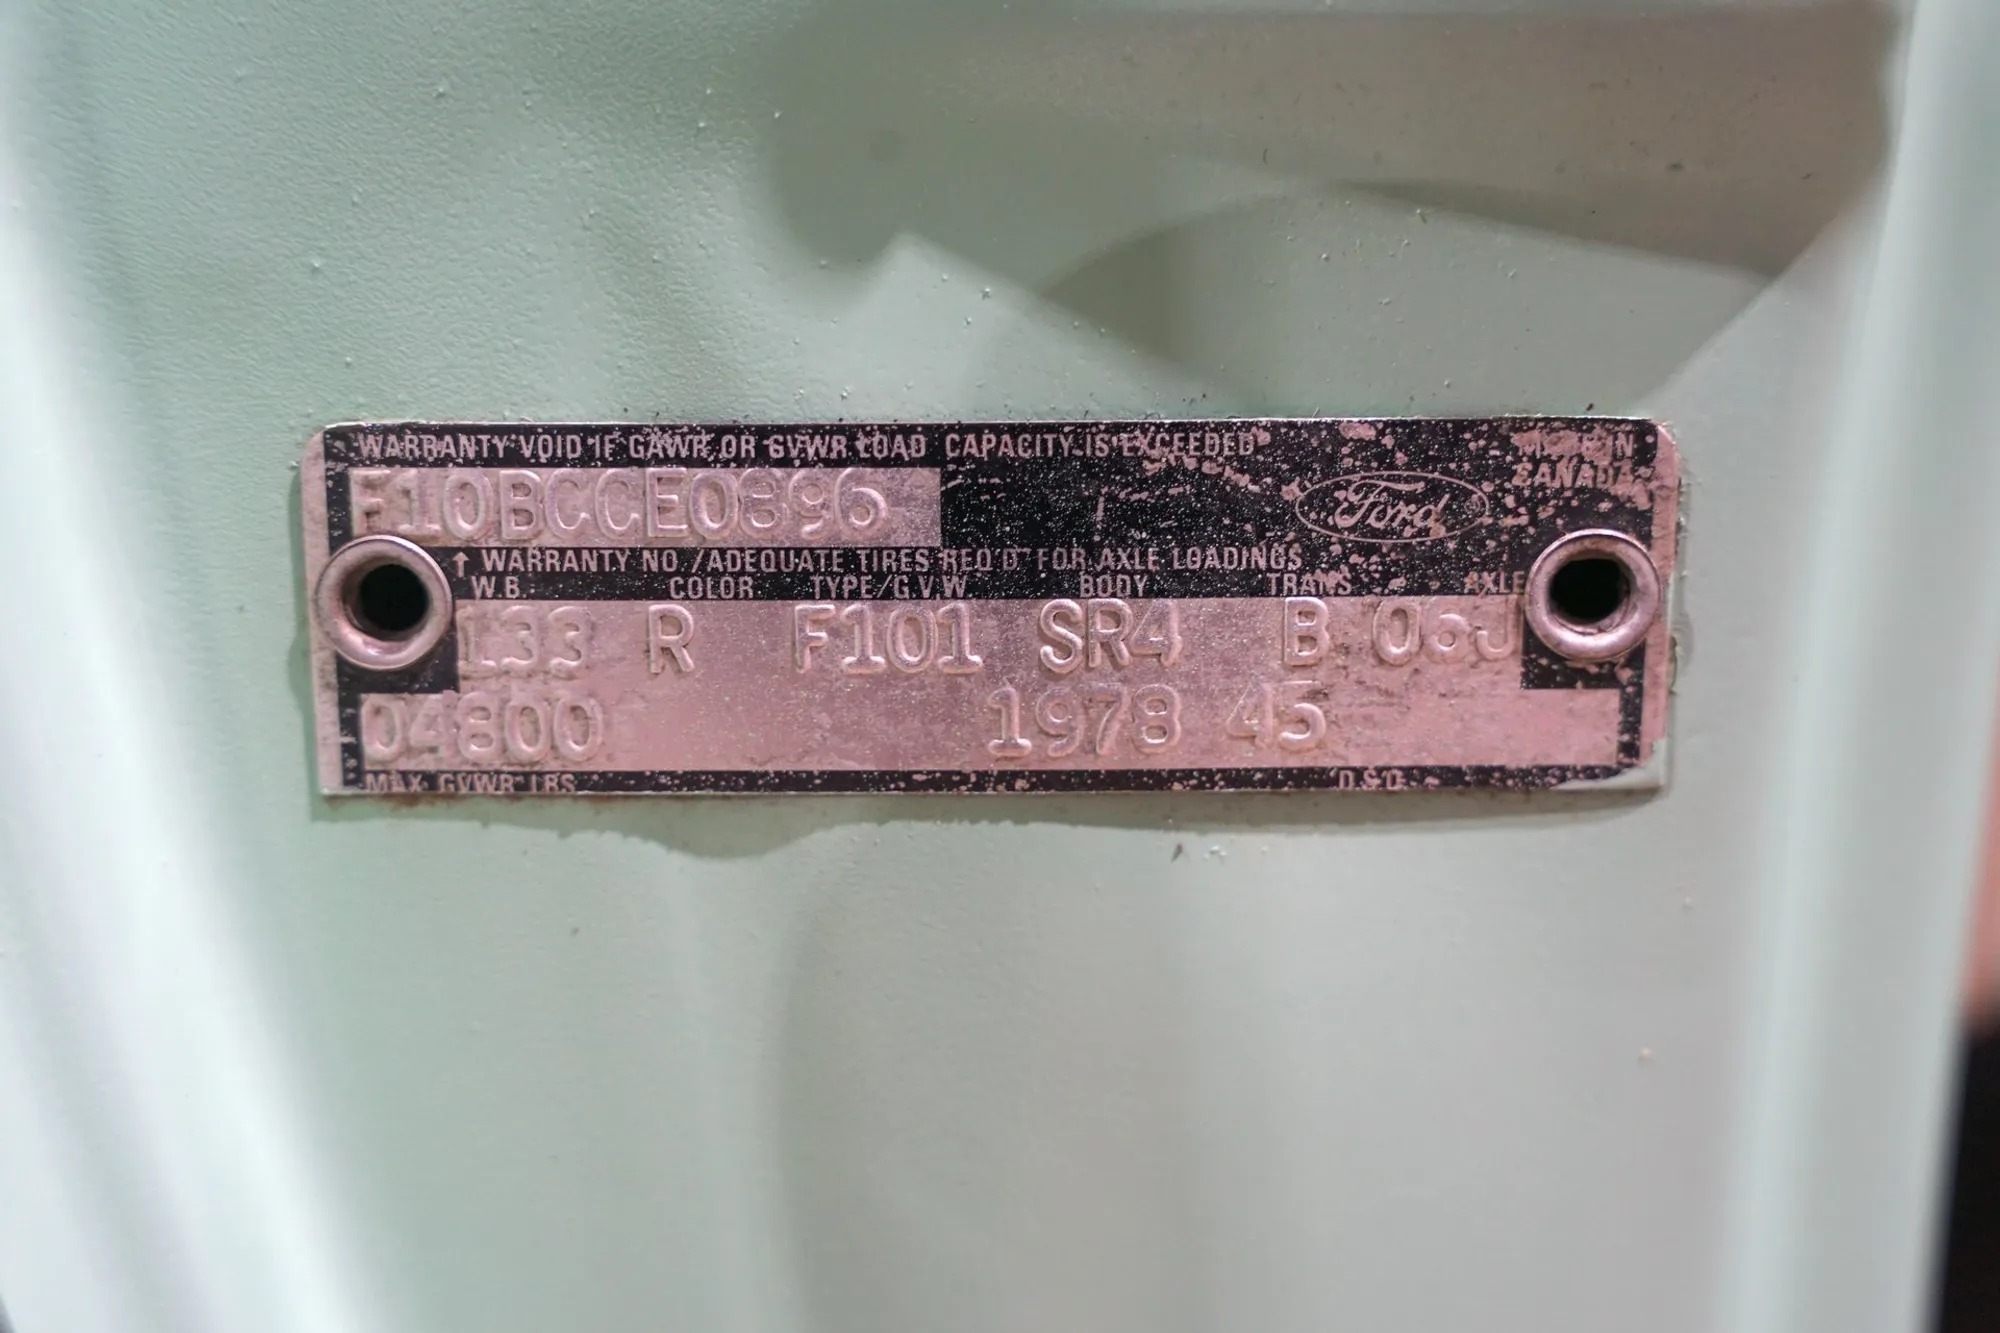 WARRANTY VOID IF GAWR OR GVWR LOAD CAPACITY IS EXCEEDED
MADE IN
CANADA
F10BCCE0896
Ford
↑ WARRANTY NO /ADEQUATE TIRES REQ'D FOR AXLE LOADINGS
W.B. COLOR TYPE/G.V.W BODY TRANS AXLE
133 R F101 SR4 B 06J
04800 1978 45
MAX GVWR LBS D.S.O.